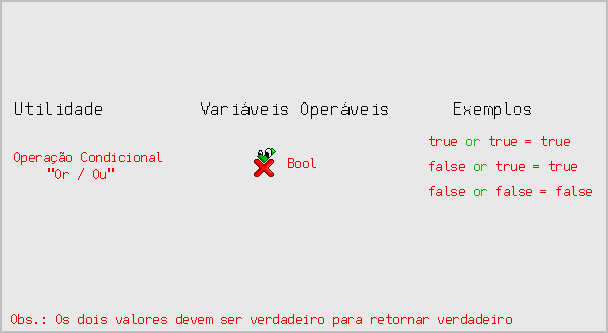 Utilidade Variáveis Operáveis Exemplos
Operação Condicional
"Or / Ou"
Bool
true or true = true
false or true = true
false or false = false
Obs.: Os dois valores devem ser verdadeiro para retornar verdadeiro